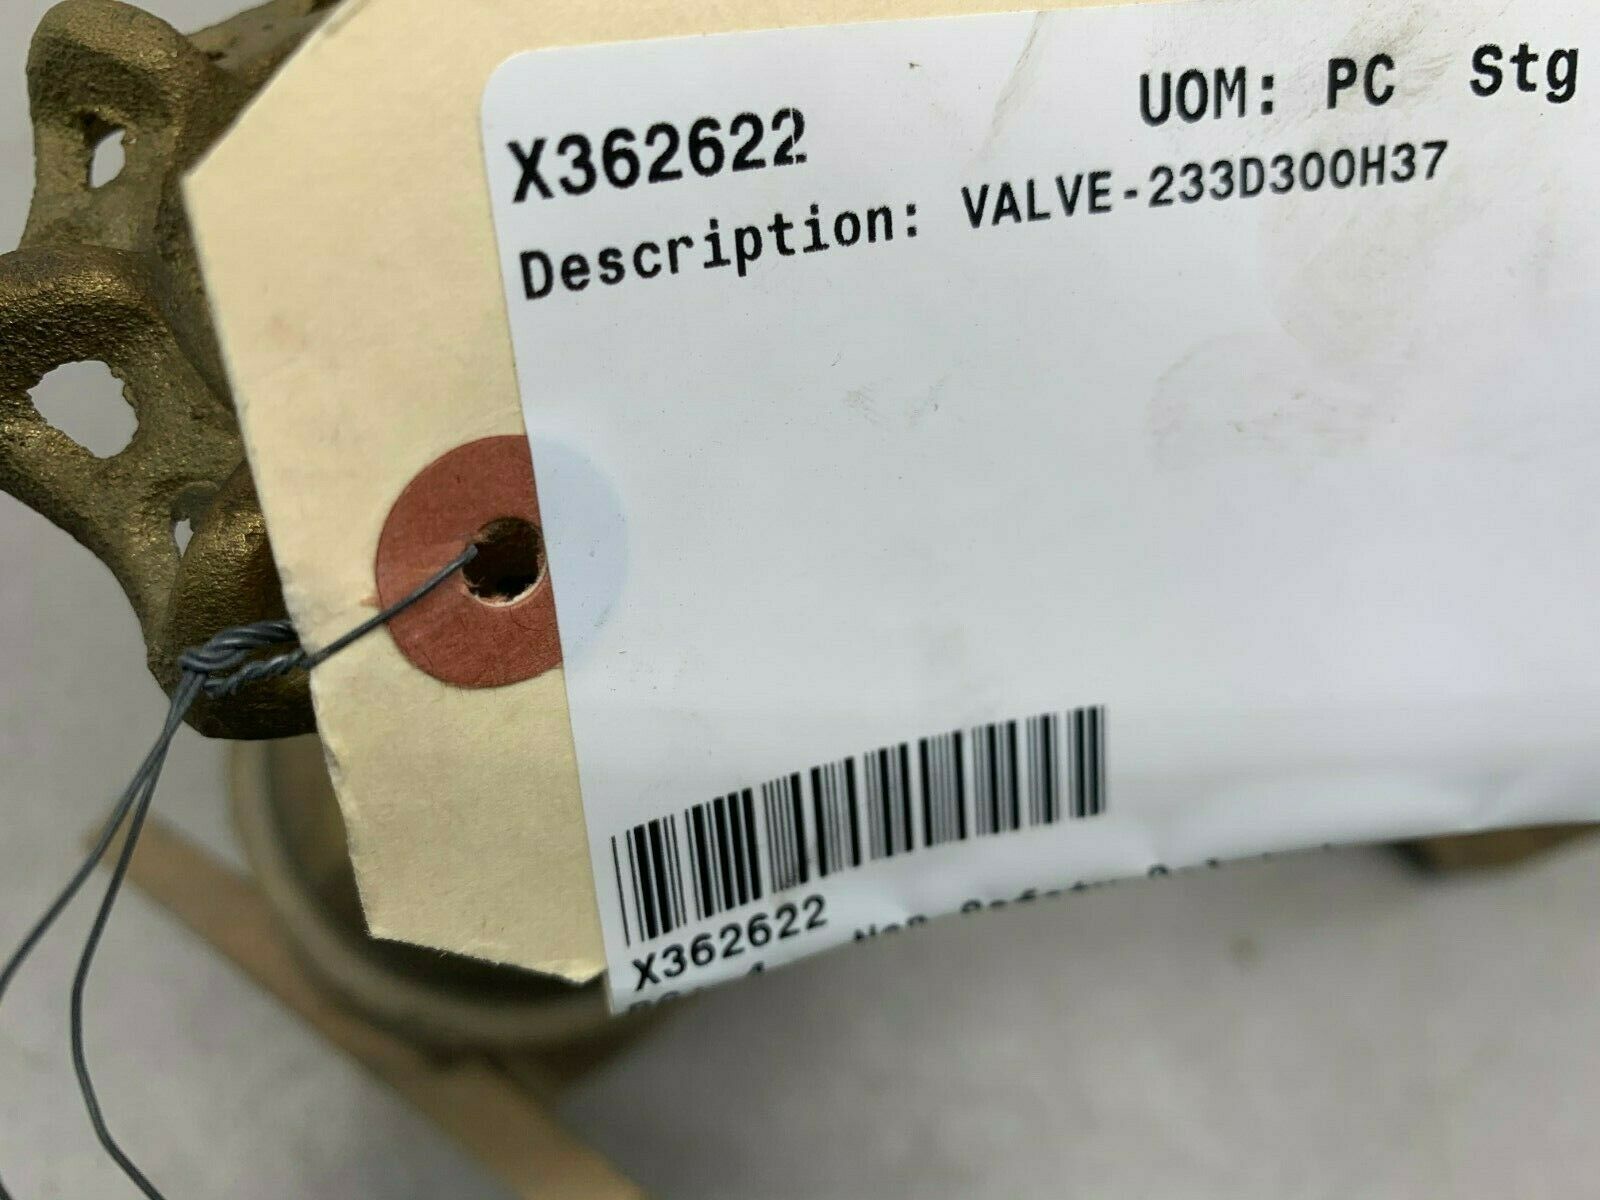 X362622 UOM: PC Stg
Description: VALVE-233D300H37
X362622